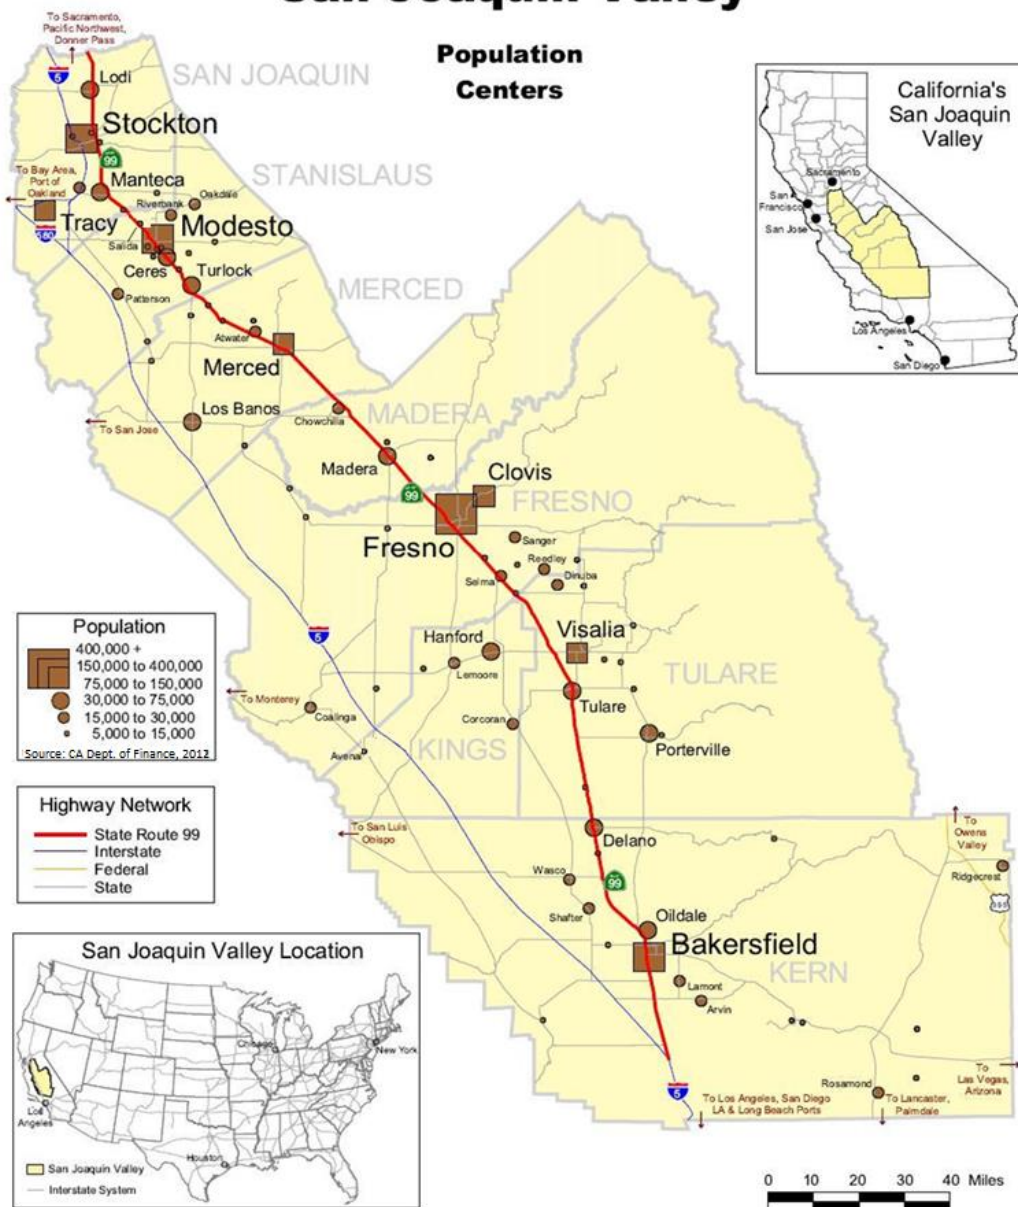 San Joaquin Valley
Population
Centers
To Sacramento,
Pacific Northwest,
Donner Pass
5
Lodi
SAN JOAQUIN
Stockton
99
To Bay Area,
Port of
Oakland
Manteca
STANISLAUS
Oakdale
Riverbank
Tracy
Modesto
580
Salida
Ceres
Turlock
MERCED
Patterson
Atwater
Merced
Los Banos
To San Jose
Chowchilla
MADERA
Madera
99
Clovis
FRESNO
Fresno
Sanger
Reedley
Selma
Dinuba
5
Hanford
Visalia
Lemoore
TULARE
To Monterey
Tulare
Coalinga
Corcoran
Porterville
KINGS
Avenal
To San Luis
Obispo
Delano
To
Owens
Valley
Wasco
99
Ridgecrest
395
Shafter
Oildale
Bakersfield
KERN
Lamont
Arvin
To
Las Vegas,
Arizona
5
Rosamond
To Los Angeles, San Diego
LA & Long Beach Ports
To Lancaster,
Palmdale
California's
San Joaquin
Valley
Sacramento
San
Francisco
San Jose
Los Angeles
San Diego
Population
400,000 +
150,000 to 400,000
75,000 to 150,000
30,000 to 75,000
15,000 to 30,000
5,000 to 15,000
Source: CA Dept. of Finance, 2012
Highway Network
State Route 99
Interstate
Federal
State
San Joaquin Valley Location
Chicago
New York
Los
Angeles
Houston
San Joaquin Valley
Interstate System
0 10 20 30 40 Miles